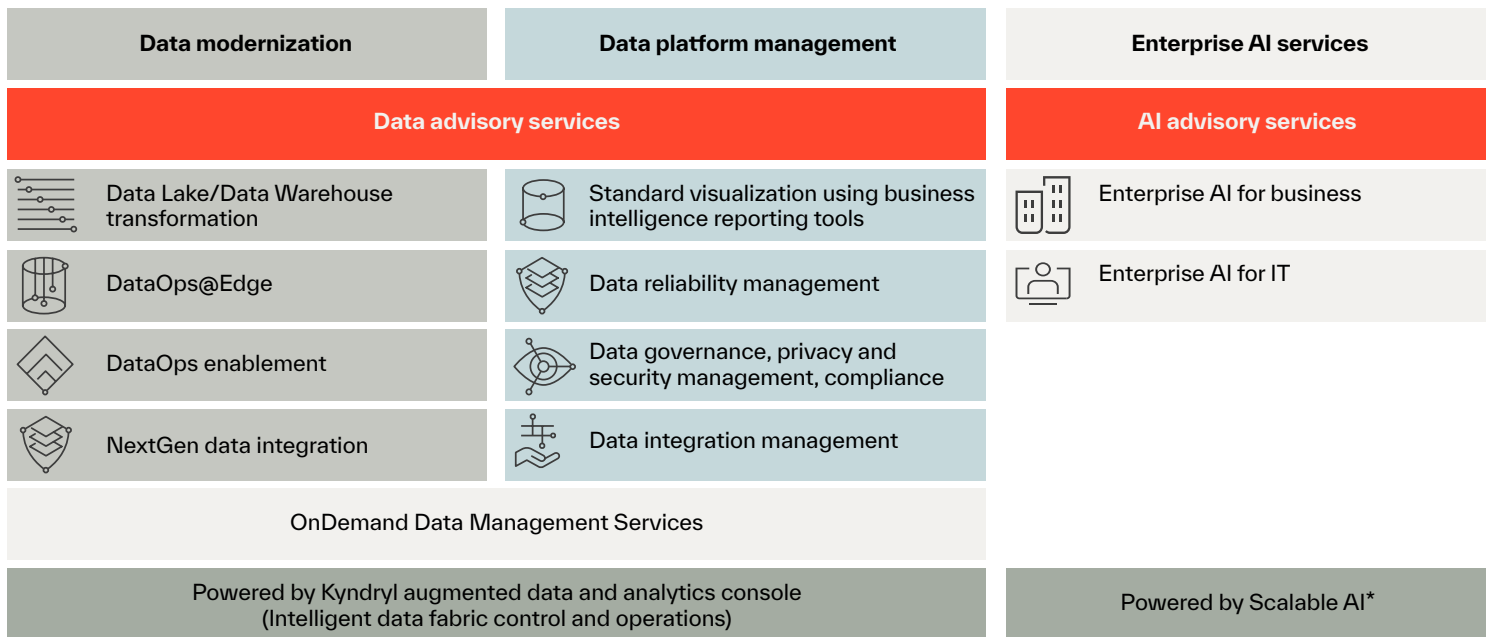 Data modernization
Data platform management
Enterprise AI services
Data advisory services
AI advisory services
Data Lake/Data Warehouse
transformation
Standard visualization using business
intelligence reporting tools
Enterprise AI for business
DataOps@Edge
Data reliability management
Enterprise AI for IT
DataOps enablement
Data governance, privacy and
security management, compliance
NextGen data integration
Data integration management
OnDemand Data Management Services
Powered by Kyndryl augmented data and analytics console
(Intelligent data fabric control and operations)
Powered by Scalable AI*